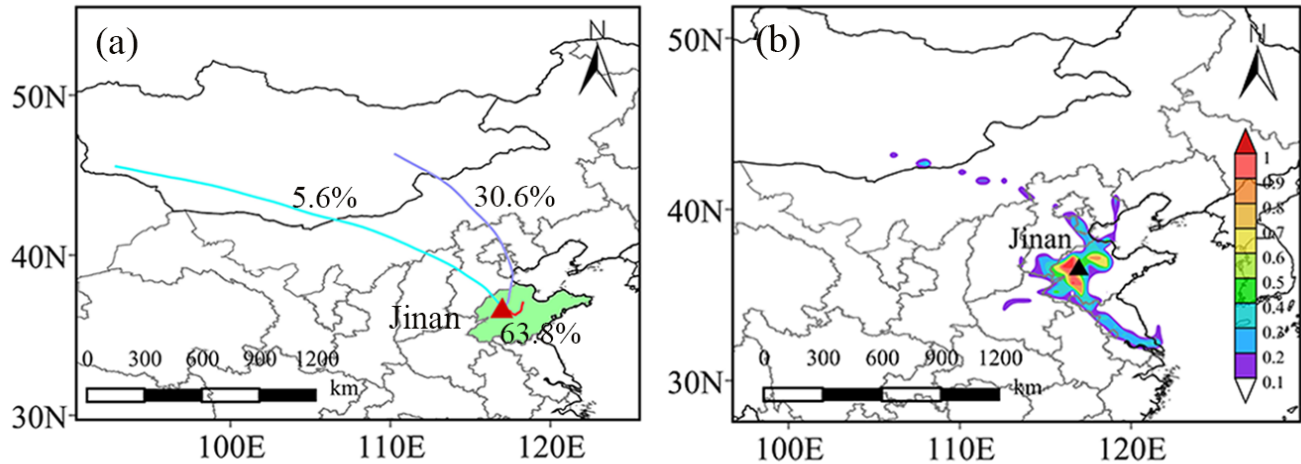 (a)
N
50N
40N
30N
5.6%
30.6%
Jinan
63.8%
0 300 600 900 1200
km
100E 110E 120E
(b)
N
50N
40N
30N
Jinan
1
0.9
0.8
0.7
0.6
0.5
0.4
0.3
0.2
0.1
0 300 600 900 1200
km
100E 110E 120E